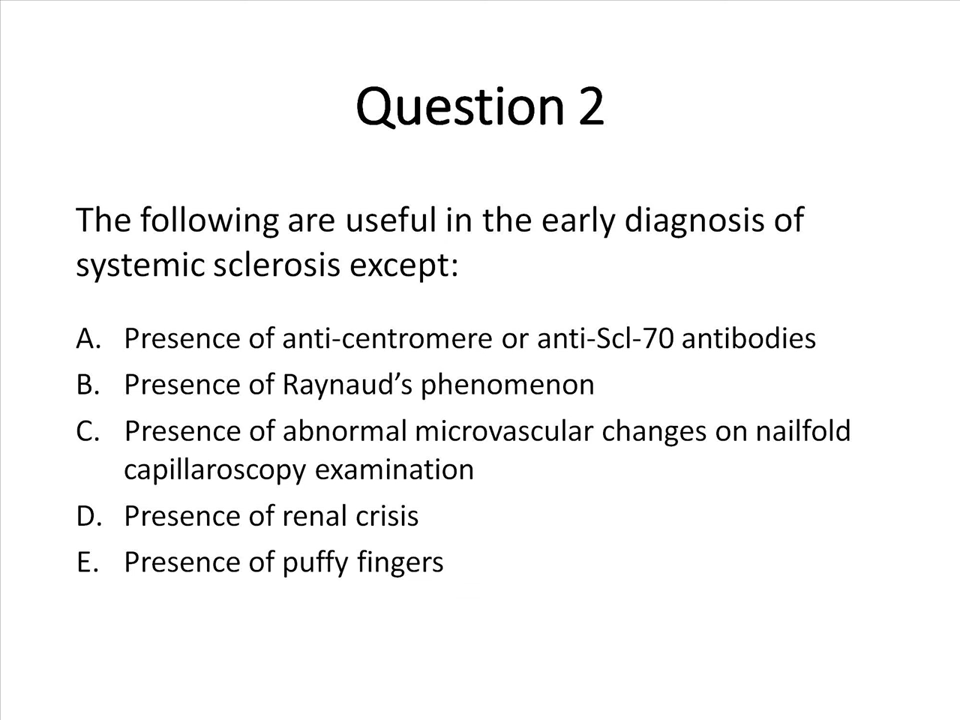 Question 2
The following are useful in the early diagnosis of
systemic sclerosis except:
A. Presence of anti-centromere or anti-Scl-70 antibodies
B. Presence of Raynaud’s phenomenon
C. Presence of abnormal microvascular changes on nailfold
capillaroscopy examination
D. Presence of renal crisis
E. Presence of puffy fingers